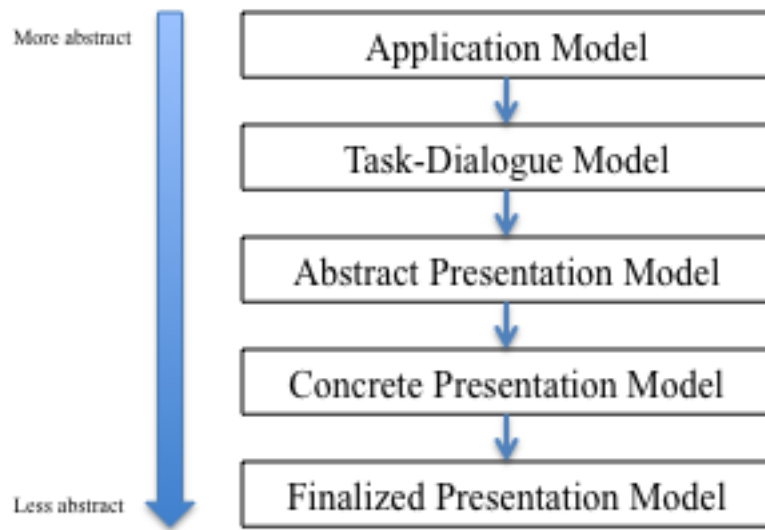 More abstract
Application Model
Task-Dialogue Model
Abstract Presentation Model
Concrete Presentation Model
Less abstract
Finalized Presentation Model